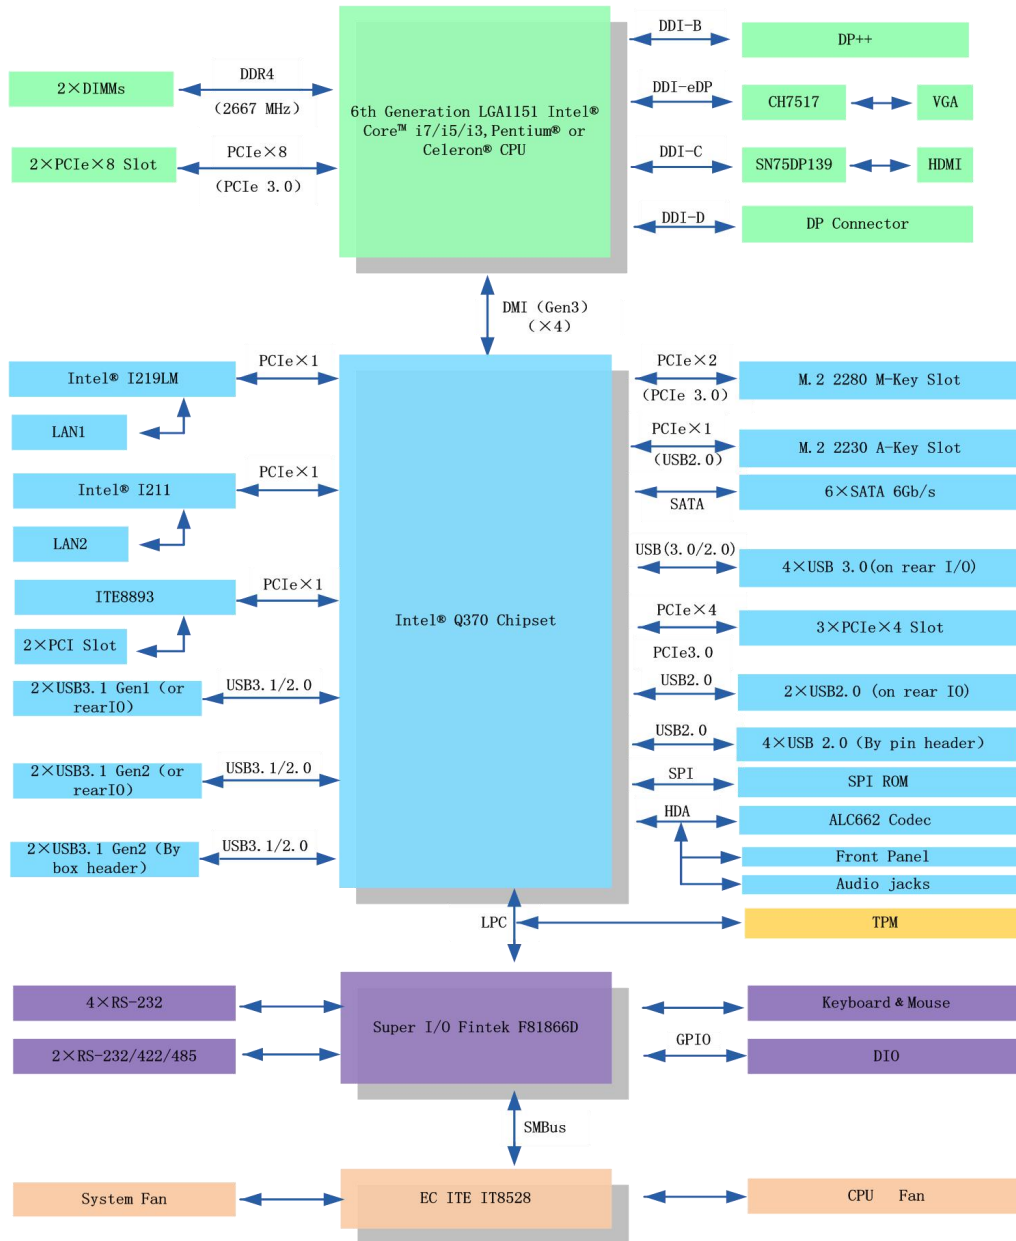 DDI-B
DP++
2×DIMMs
DDR4
(2667 MHz)
6th Generation LGA1151 Intel®
Core™ i7/i5/i3,Pentium® or
Celeron® CPU
DDI-eDP
CH7517
VGA
2×PCIe×8 Slot
PCIe×8
(PCIe 3.0)
DDI-C
SN75DP139
HDMI
DDI-D
DP Connector
DMI (Gen3)
(×4)
Intel® I219LM
PCIe×1
LAN1
PCIe×2
(PCIe 3.0)
M.2 2280 M-Key Slot
PCIe×1
(USB2.0)
M.2 2230 A-Key Slot
Intel® I211
PCIe×1
LAN2
SATA
6×SATA 6Gb/s
USB(3.0/2.0)
4×USB 3.0(on rear I/O)
ITE8893
PCIe×1
2×PCI Slot
Intel® Q370 Chipset
PCIe×4
PCIe3.0
3×PCIe×4 Slot
2×USB3.1 Gen1 (or
rearIO)
USB3.1/2.0
USB2.0
2×USB2.0 (on rear IO)
USB2.0
4×USB 2.0 (By pin header)
2×USB3.1 Gen2 (or
rearIO)
USB3.1/2.0
SPI
SPI ROM
HDA
ALC662 Codec
2×USB3.1 Gen2 (By
box header)
USB3.1/2.0
Front Panel
Audio jacks
LPC
TPM
4×RS-232
Super I/O Fintek F81866D
Keyboard & Mouse
2×RS-232/422/485
GPIO
DIO
SMBus
System Fan
EC ITE IT8528
CPU Fan